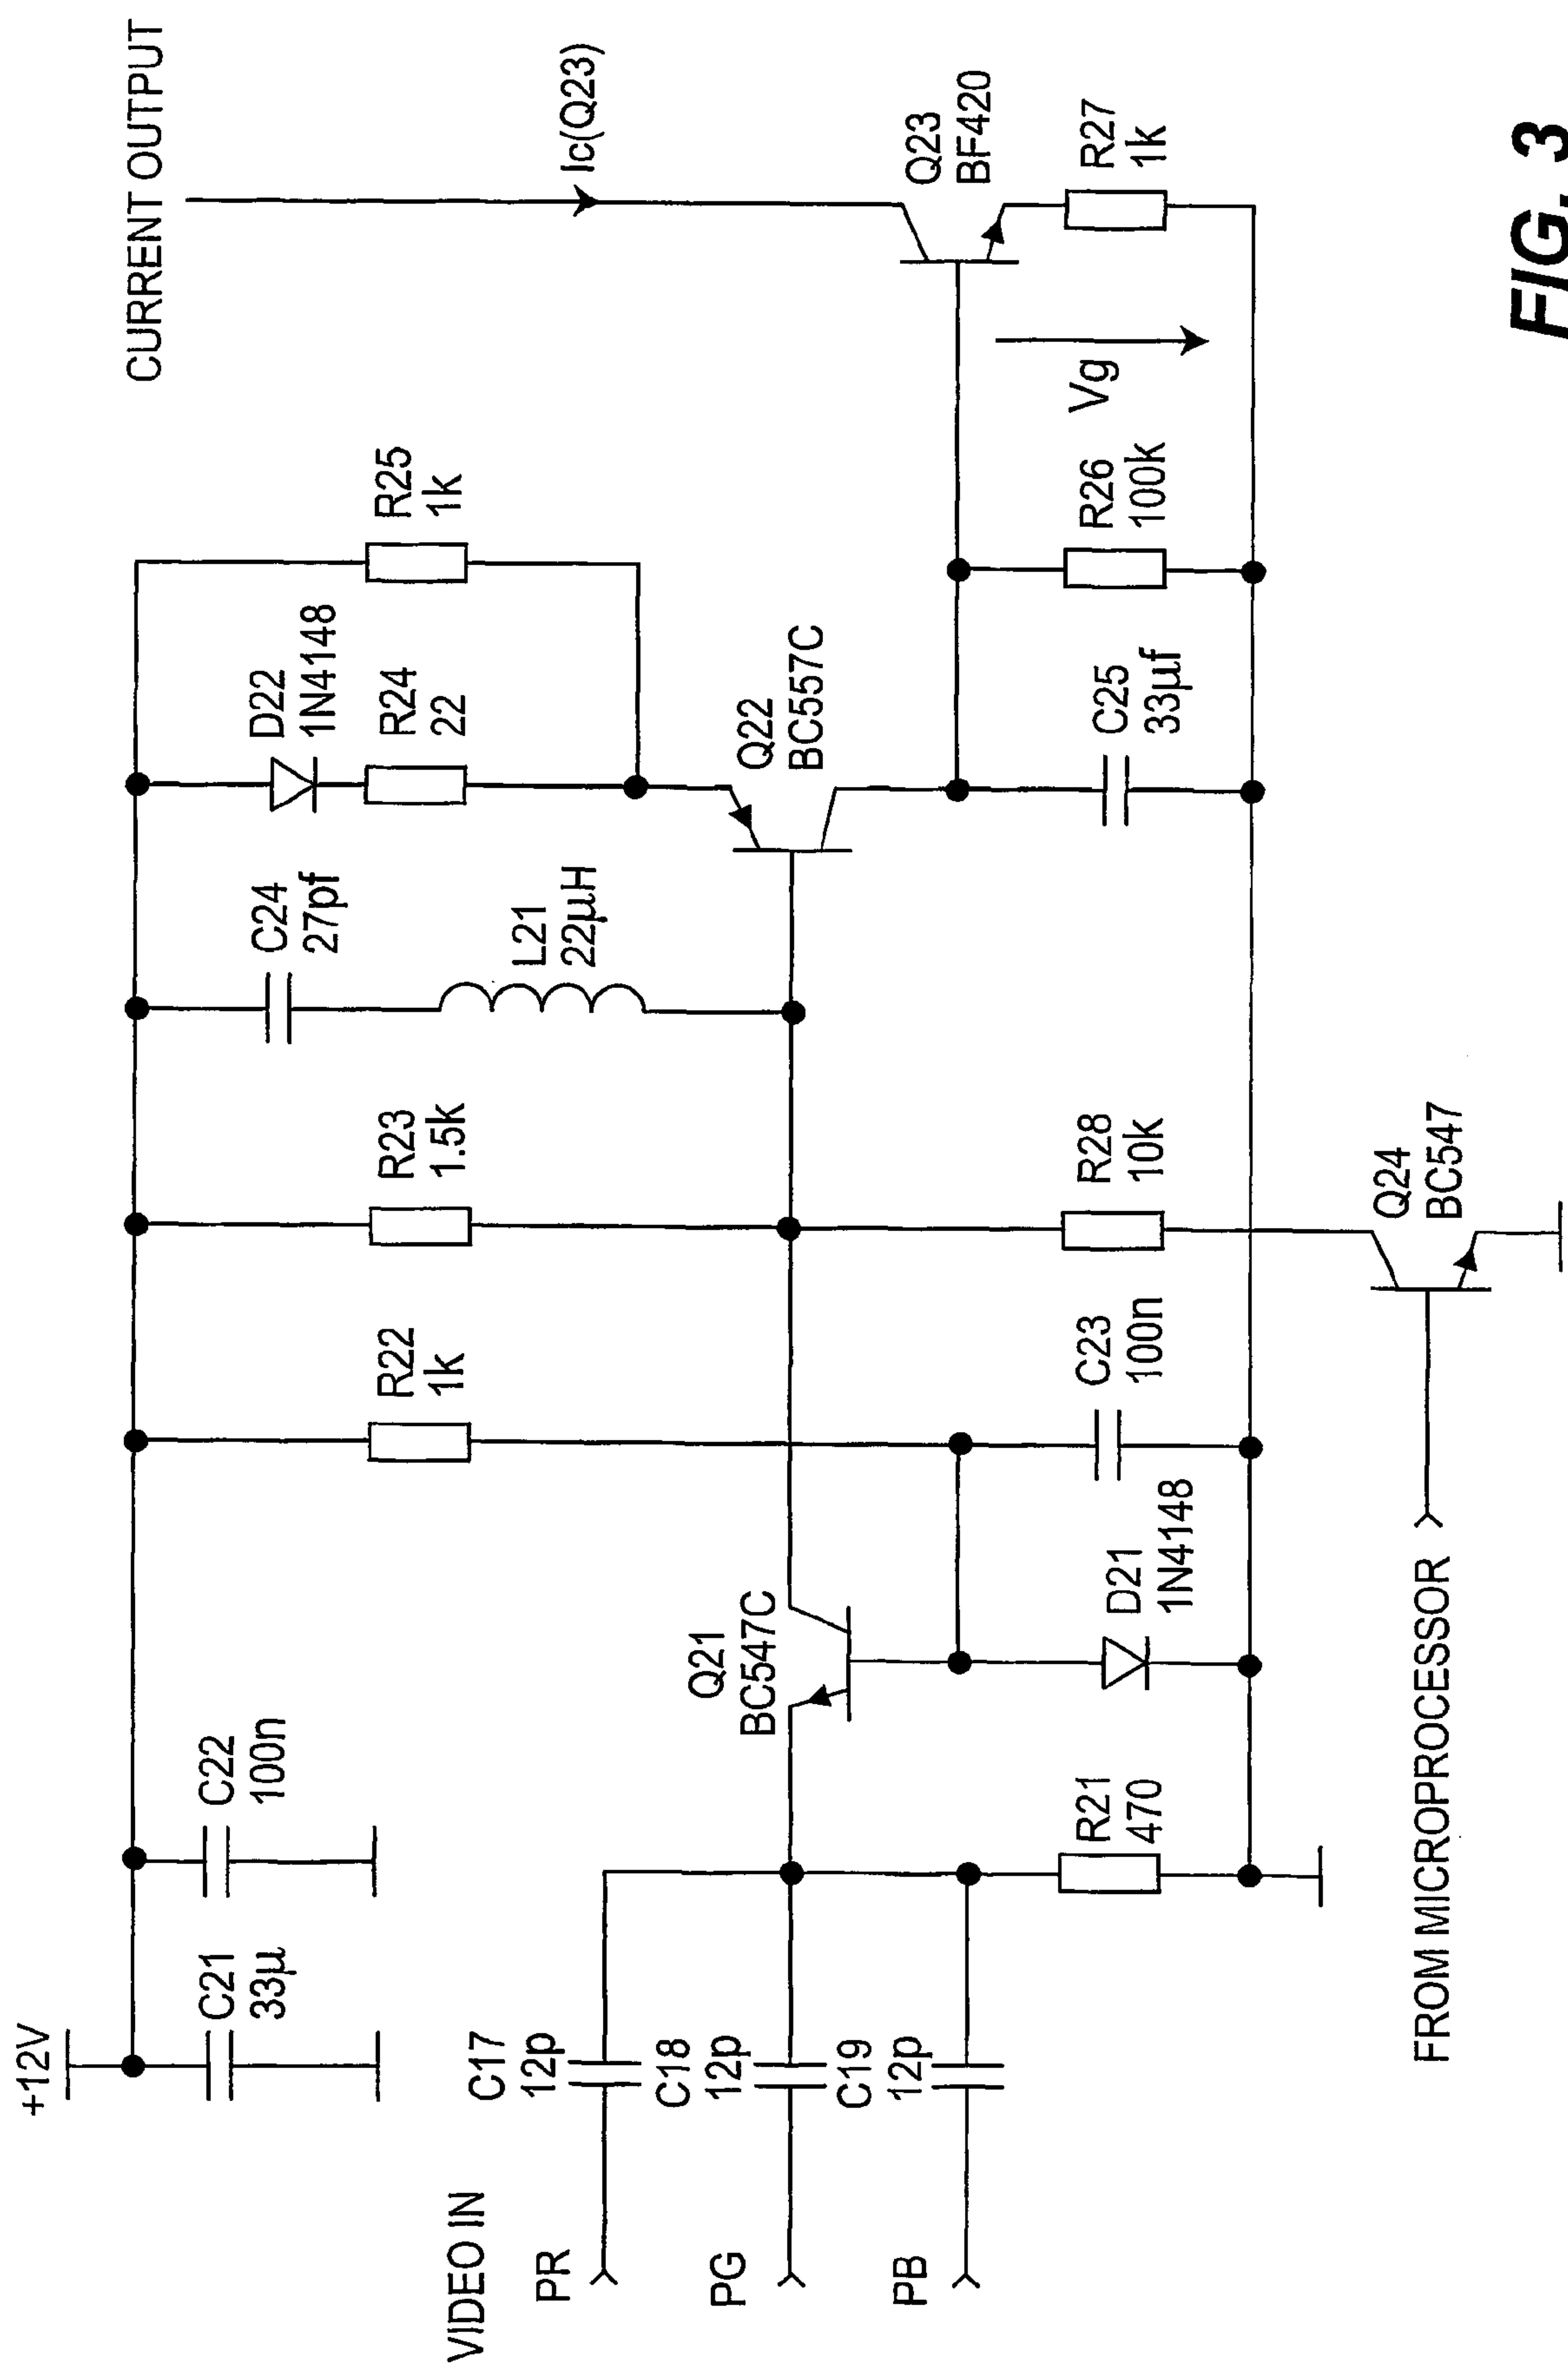 +12V
C21
33µ
C22
100n
CURRENT OUTPUT
Ic(Q23)
R22
1k
R23
1.5k
C24
27pf
L21
22µH
D22
1N4148
R24
22
R25
1k
VIDEO IN
PR
PG
PB
C17
12p
C18
12p
C19
12p
Q21
BC547C
Q22
BC557C
Q23
BF420
R21
470
D21
1N4148
C23
100n
R28
10k
C25
33µf
R26
100k
Vg
R27
1k
FROM MICROPROCESSOR
Q24
BC547
FIG. 3